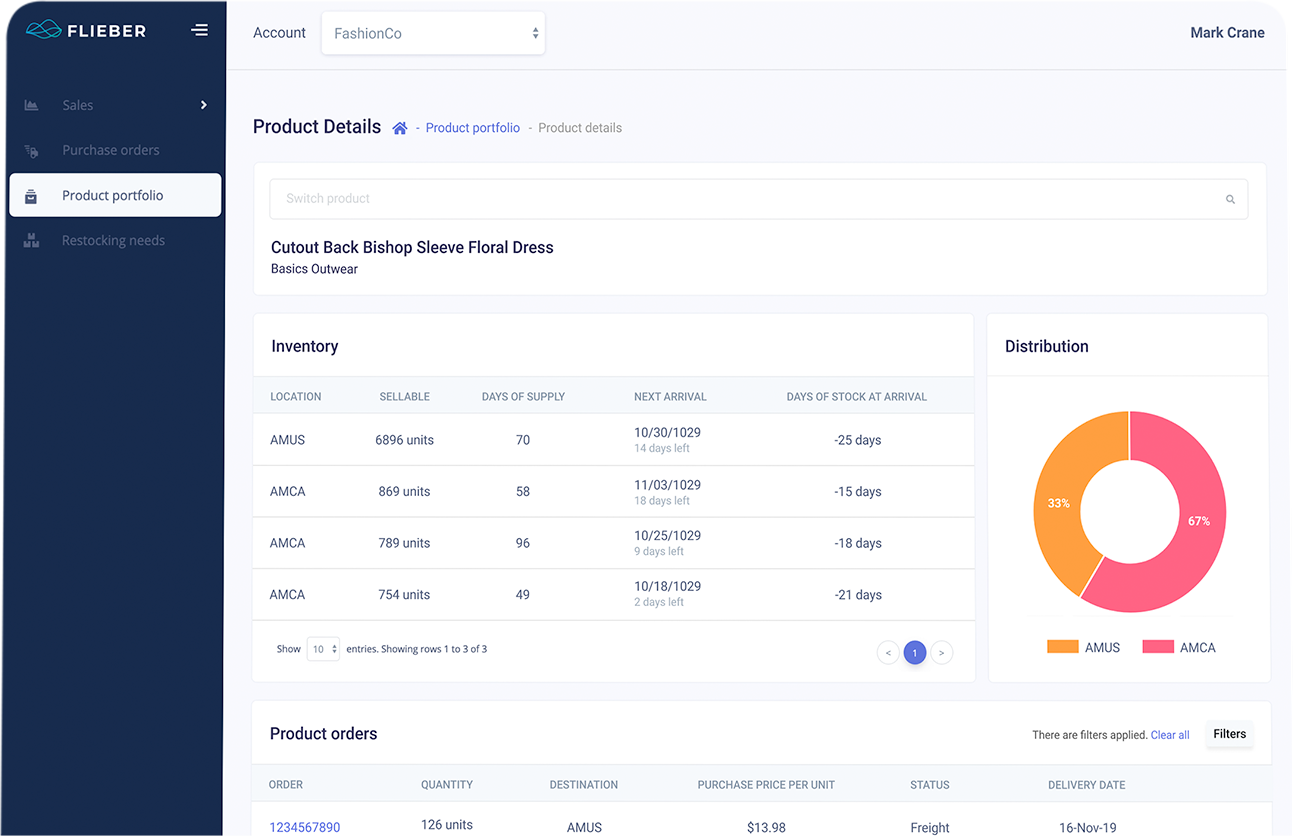 FLIEBER
Account
FashionCo
Mark Crane
Sales
Purchase orders
Product portfolio
Restocking needs
Product Details - Product portfolio - Product details
Switch product
Cutout Back Bishop Sleeve Floral Dress
Basics Outwear
Inventory
LOCATION SELLABLE DAYS OF SUPPLY NEXT ARRIVAL DAYS OF STOCK AT ARRIVAL
AMUS 6896 units 70 10/30/1029 -25 days
14 days left
AMCA 869 units 58 11/03/1029 -15 days
18 days left
AMCA 789 units 96 10/25/1029 -18 days
9 days left
AMCA 754 units 49 10/18/1029 -21 days
2 days left
Show 10 entries. Showing rows 1 to 3 of 3
< 1 >
Distribution
33%
67%
AMUS AMCA
Product orders
There are filters applied. Clear all Filters
ORDER QUANTITY DESTINATION PURCHASE PRICE PER UNIT STATUS DELIVERY DATE
1234567890 126 units AMUS $13.98 Freight 16-Nov-19